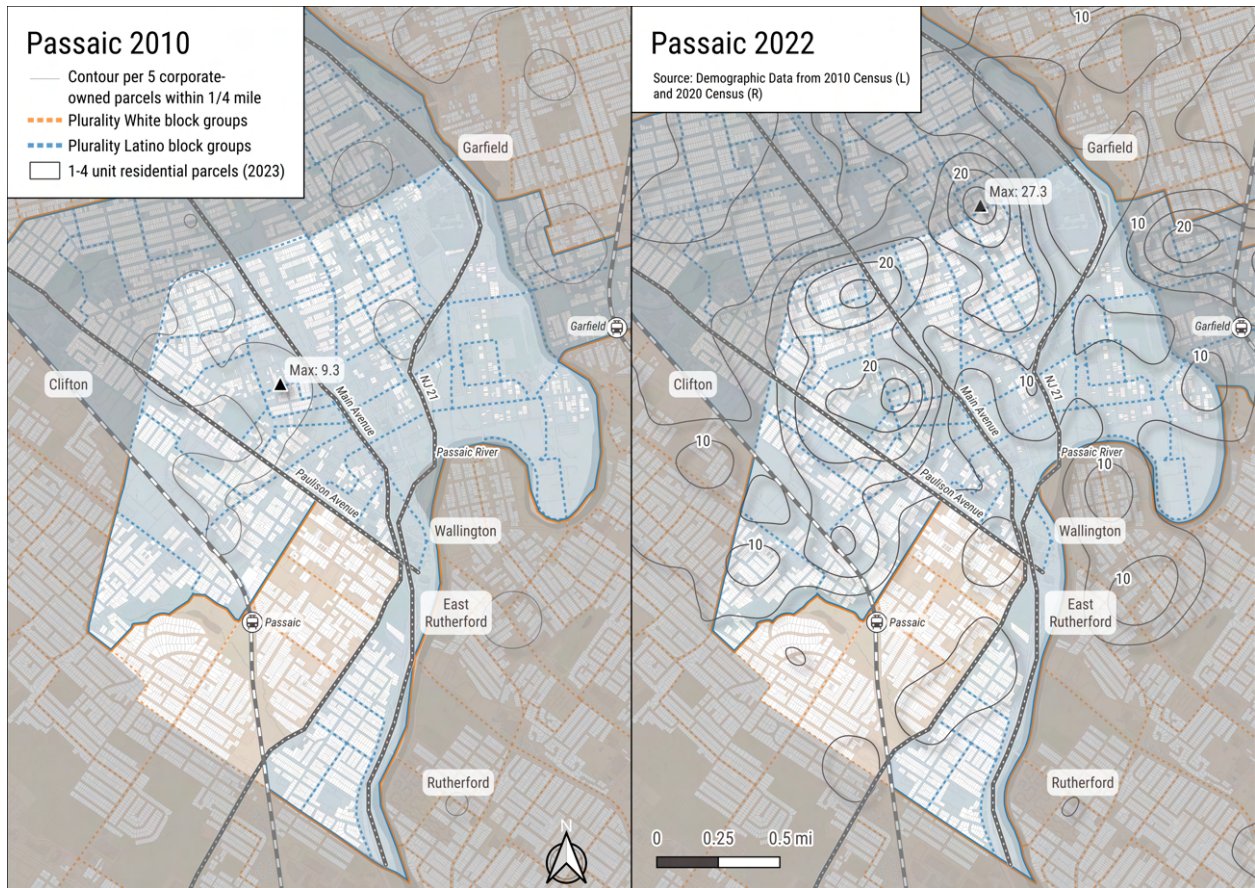 Passaic 2010
Contour per 5 corporate-
owned parcels within 1/4 mile
Plurality White block groups
Plurality Latino block groups
1-4 unit residential parcels (2023)
Garfield
Garfield
Clifton
Max: 9.3
Main Avenue
NJ 21
Passaic River
Paulison Avenue
Wallington
East
Rutherford
Passaic
Rutherford
N
Passaic 2022
Source: Demographic Data from 2010 Census (L)
and 2020 Census (R)
10
Garfield
20
Max: 27.3
10
10
20
20
Garfield
Clifton
20
10
Main Avenue
NJ 21
10
10
Passaic River
10
Paulison Avenue
Wallington
10
10
East
Rutherford
Passaic
Rutherford
0
0.25
0.5 mi